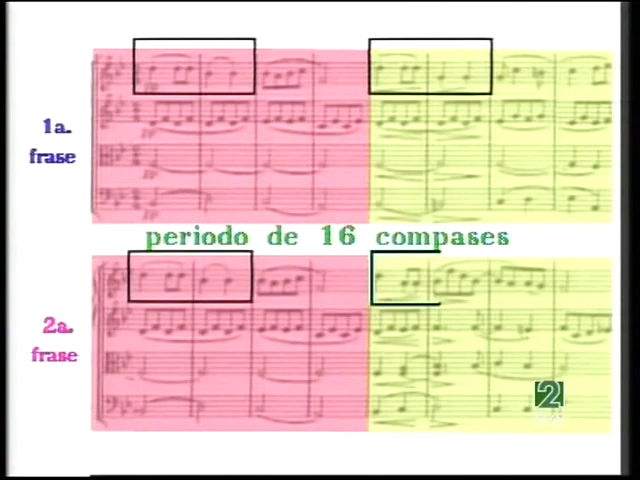 1a.
frase
periodo de 16 compases
2a.
frase
2